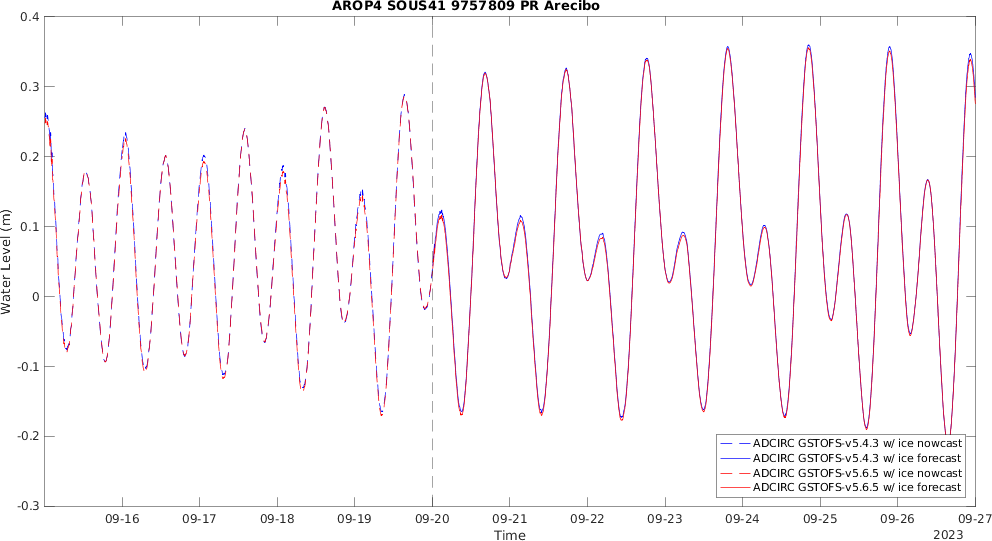 AROP4 SOUS41 9757809 PR Arecibo
0.4
0.3
0.2
0.1
0
-0.1
-0.2
-0.3
Water Level (m)
ADCIRC GSTOFS-v5.4.3 w/ ice nowcast
ADCIRC GSTOFS-v5.4.3 w/ ice forecast
ADCIRC GSTOFS-v5.6.5 w/ ice nowcast
ADCIRC GSTOFS-v5.6.5 w/ ice forecast
09-16 09-17 09-18 09-19 09-20 09-21 09-22 09-23 09-24 09-25 09-26 09-27
Time
2023